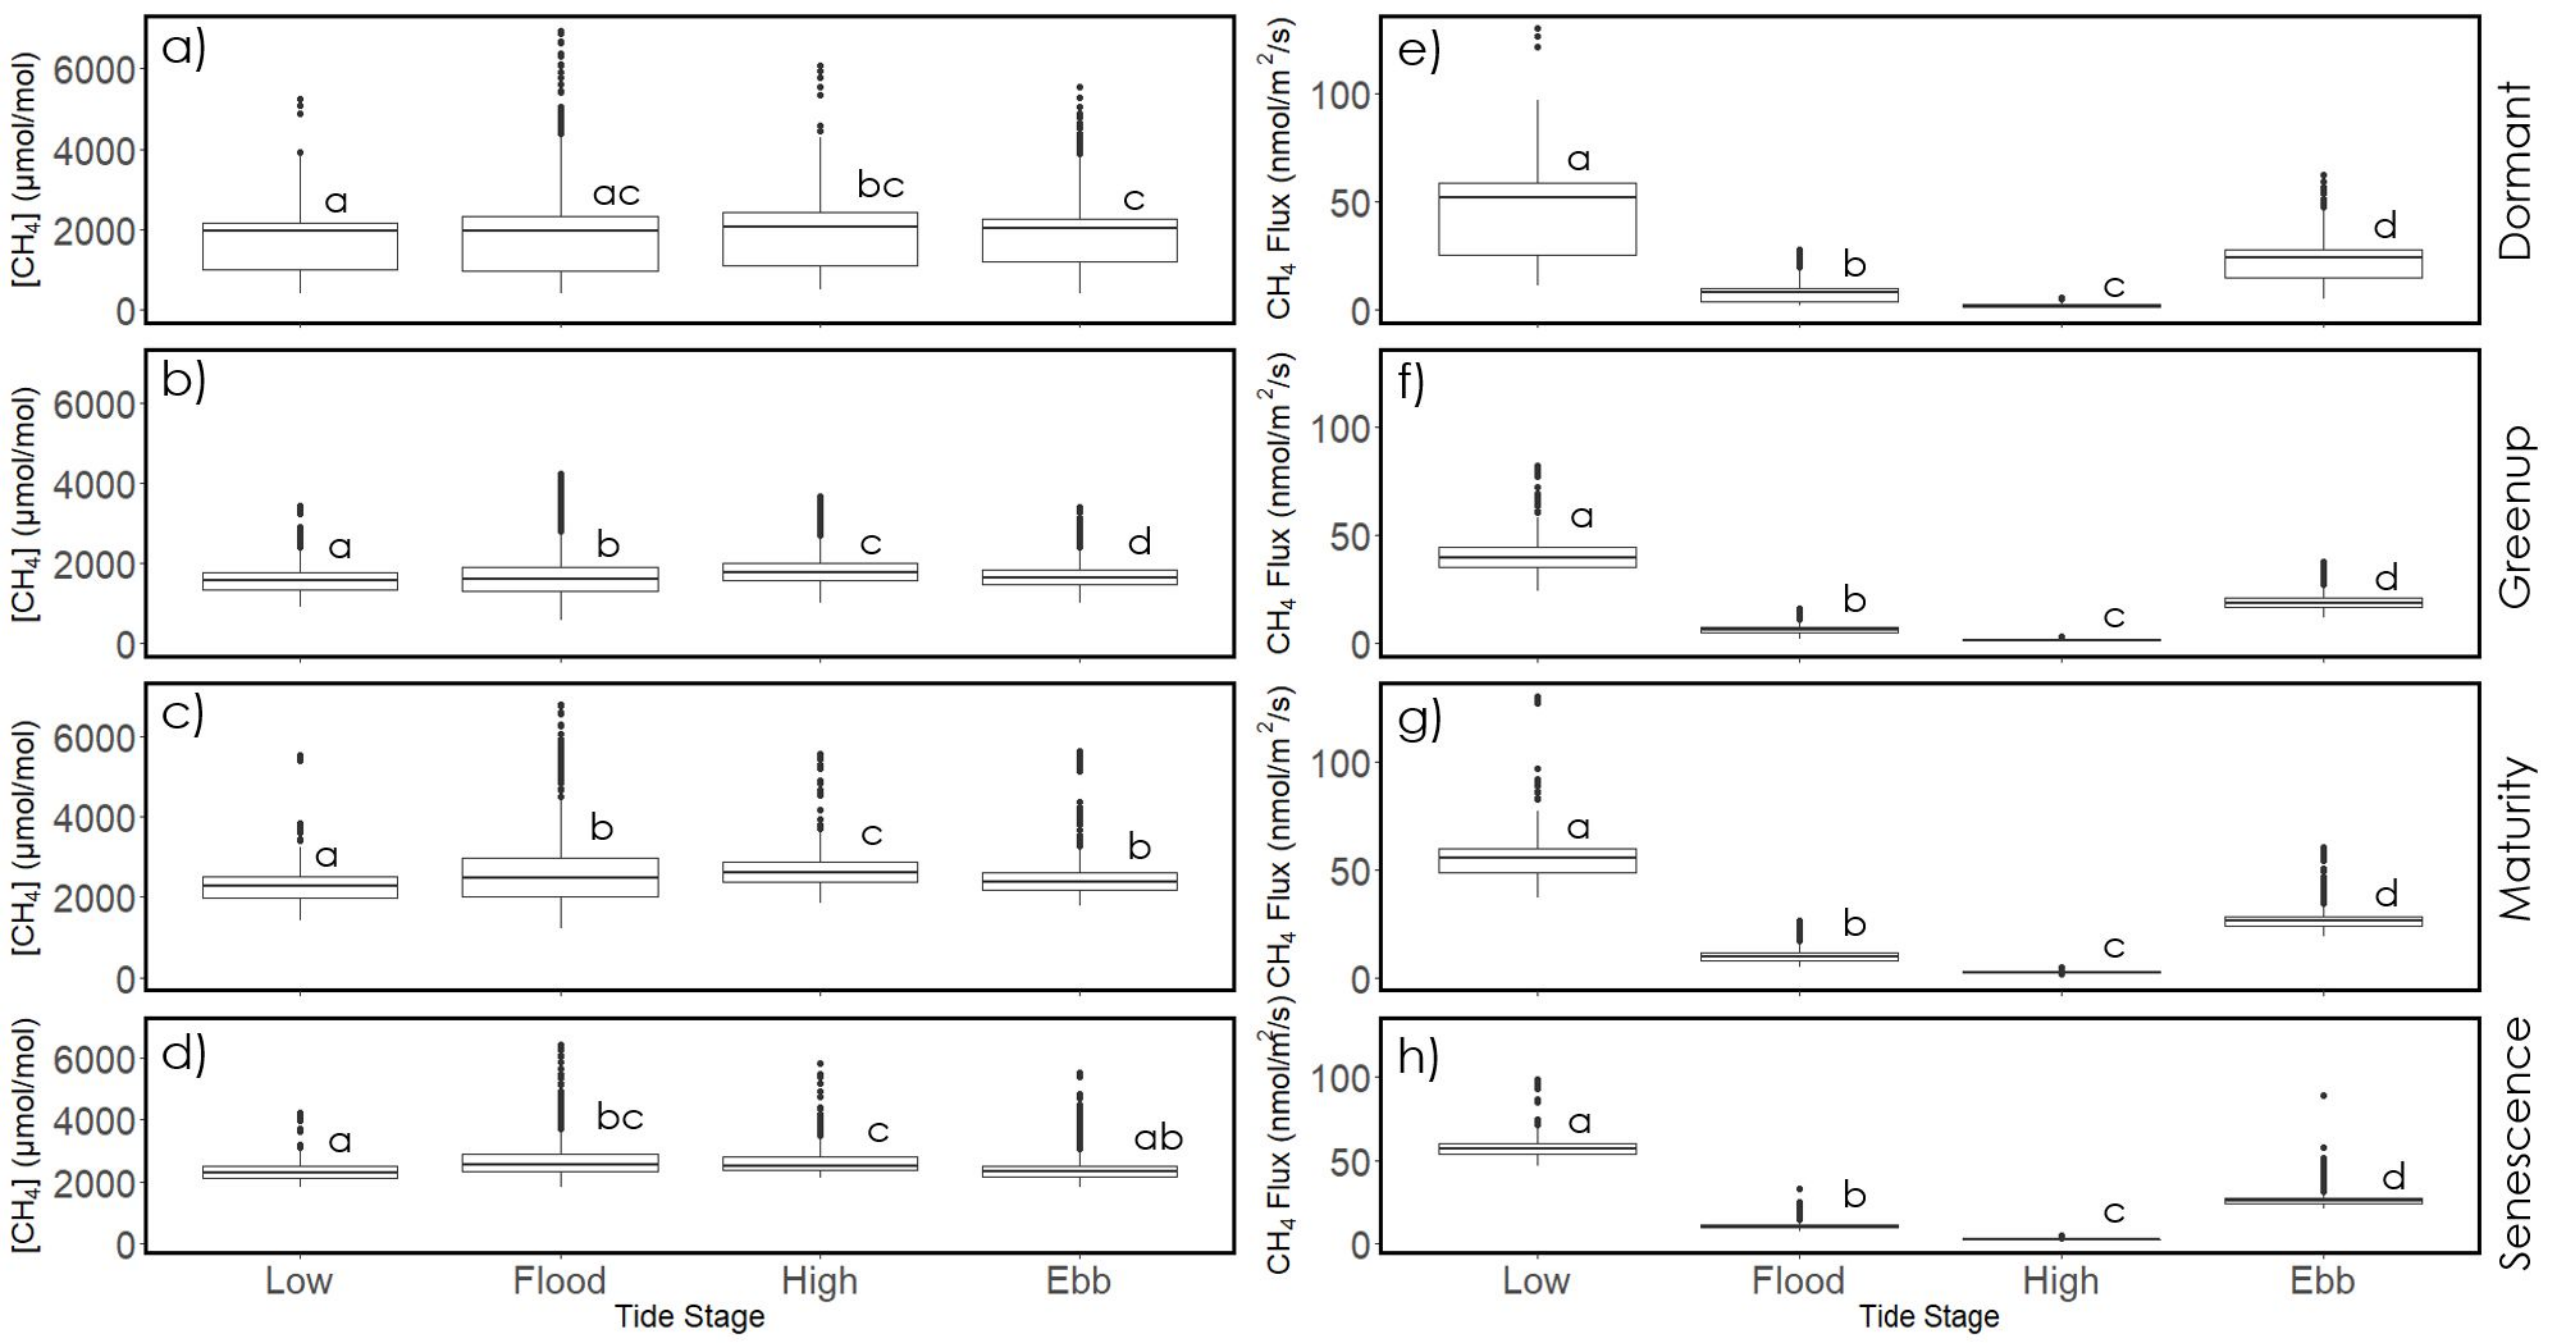 a)
[CH4] (µmol/mol)
6000
4000
2000
0
a
ac
bc
c
e)
CH4 Flux (nmol/m2/s)
100
50
0
a
b
c
d
Dormant
b)
[CH4] (µmol/mol)
6000
4000
2000
0
a
b
c
d
f)
CH4 Flux (nmol/m2/s)
100
50
0
a
b
c
d
Greenup
c)
[CH4] (µmol/mol)
6000
4000
2000
0
a
b
c
b
g)
CH4 Flux (nmol/m2/s)
100
50
0
a
b
c
d
Maturity
d)
[CH4] (µmol/mol)
6000
4000
2000
0
a
bc
c
ab
h)
CH4 Flux (nmol/m2/s)
100
50
0
a
b
c
d
Senescence
Low Flood High Ebb
Tide Stage
Low Flood High Ebb
Tide Stage